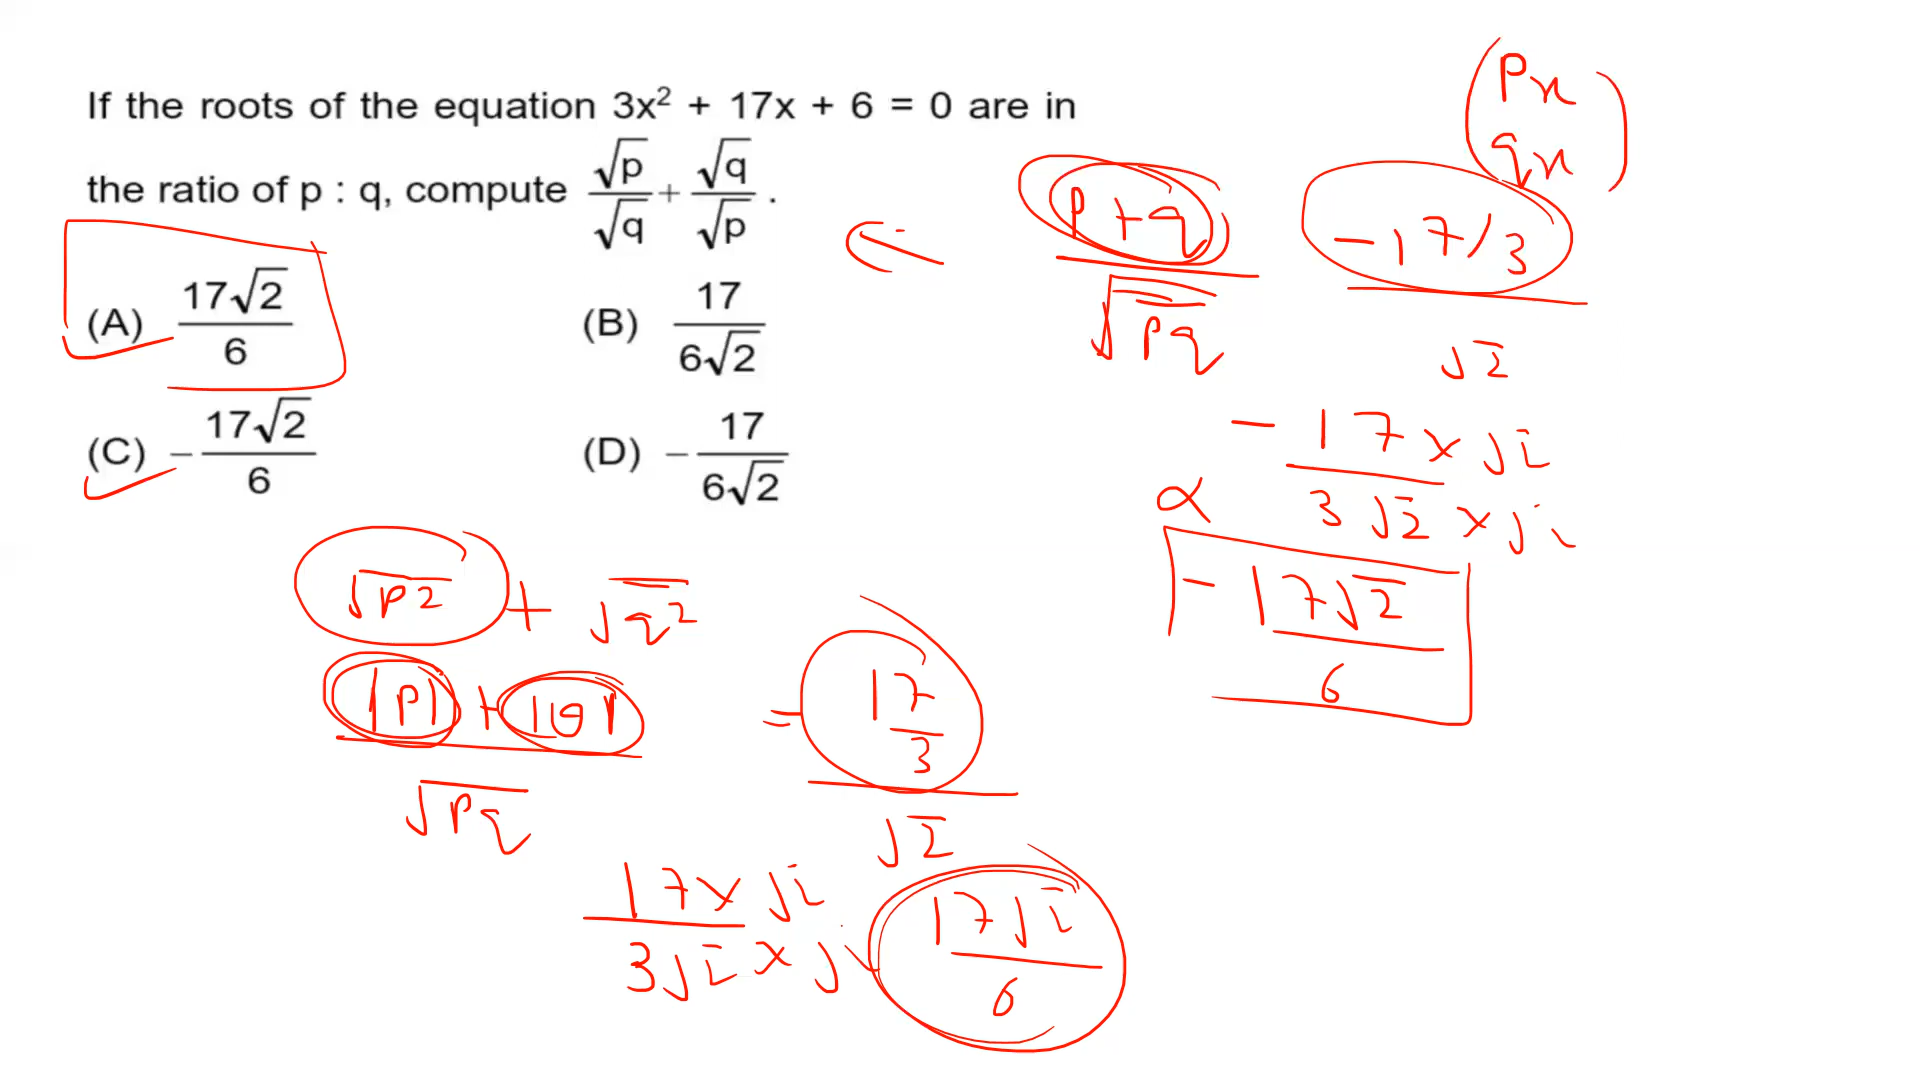 If the roots of the equation 3x² + 17x + 6 = 0 are in
the ratio of p : q, compute √p/√q + √q/√p .
(A) 17√2/6
(B) 17/6√2
(C) −17√2/6
(D) −17/6√2
px
qx
p+q
√pq
−17/3
√2
−17×√2
3√2×√2
α
−17√2
6
√p2 + √q²
|p| + |q|
√pq
= 17/3
√2
17×√2
3√2×√
17√2
6